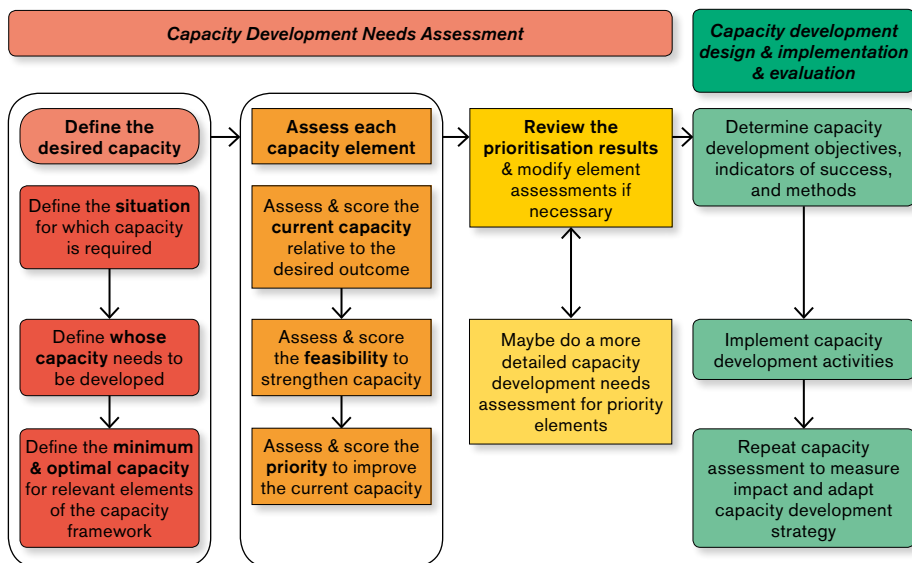 Capacity Development Needs Assessment
Capacity development
design & implementation
& evaluation
Define the
desired capacity
Define the situation
for which capacity
is required
Define whose
capacity needs to
be developed
Define the minimum
& optimal capacity
for relevant elements
of the capacity
framework
Assess each
capacity element
Assess & score the
current capacity
relative to the
desired outcome
Assess & score
the feasibility to
strengthen capacity
Assess & score the
priority to improve
the current capacity
Review the
prioritisation results
& modify element
assessments if
necessary
Maybe do a more
detailed capacity
development needs
assessment for priority
elements
Determine capacity
development objectives,
indicators of success,
and methods
Implement capacity
development activities
Repeat capacity
assessment to measure
impact and adapt
capacity development
strategy